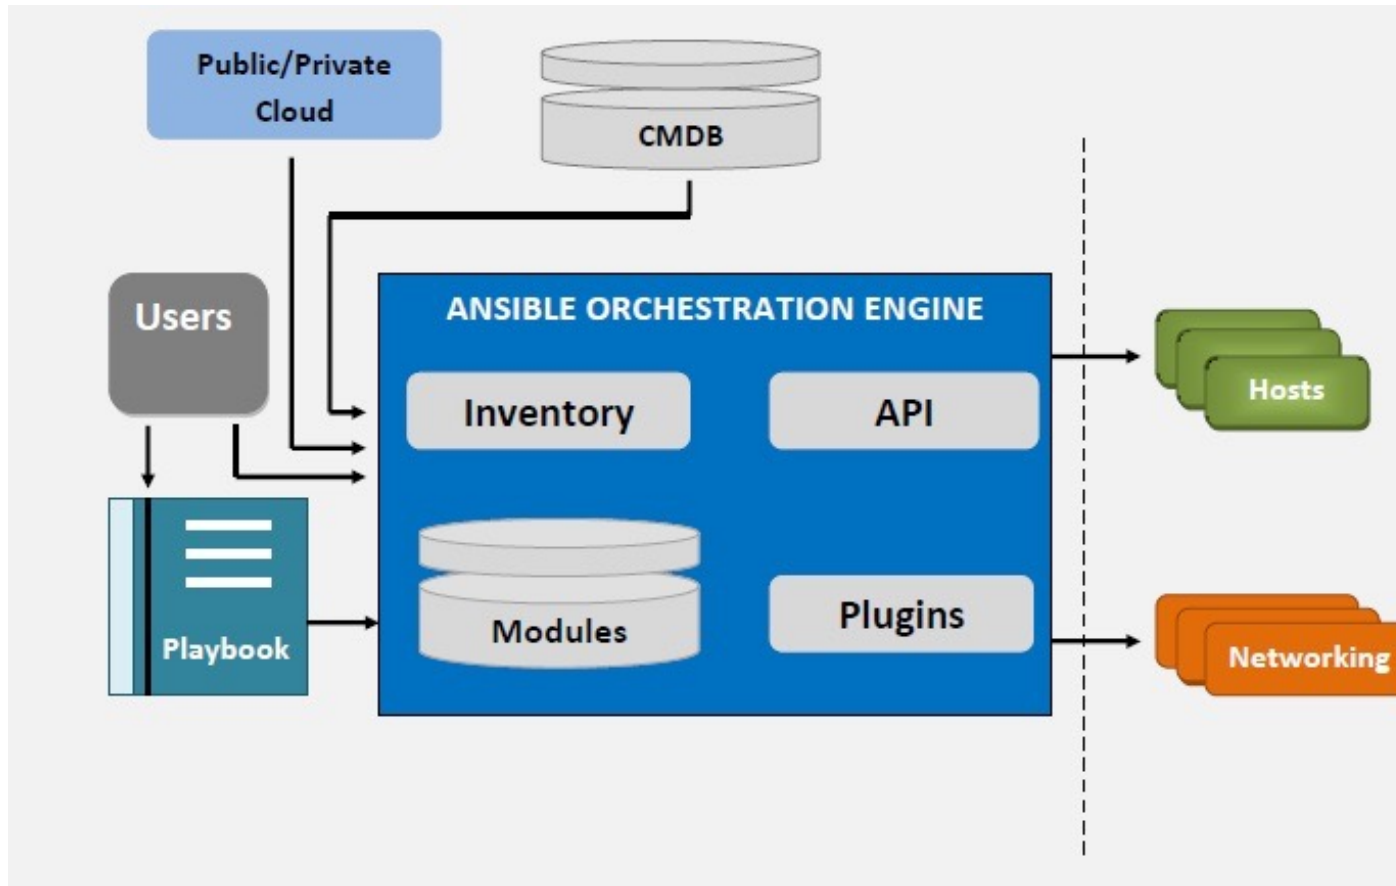 Public/Private
Cloud
CMDB
Users
ANSIBLE ORCHESTRATION ENGINE
Inventory
API
Hosts
Modules
Plugins
Playbook
Networking